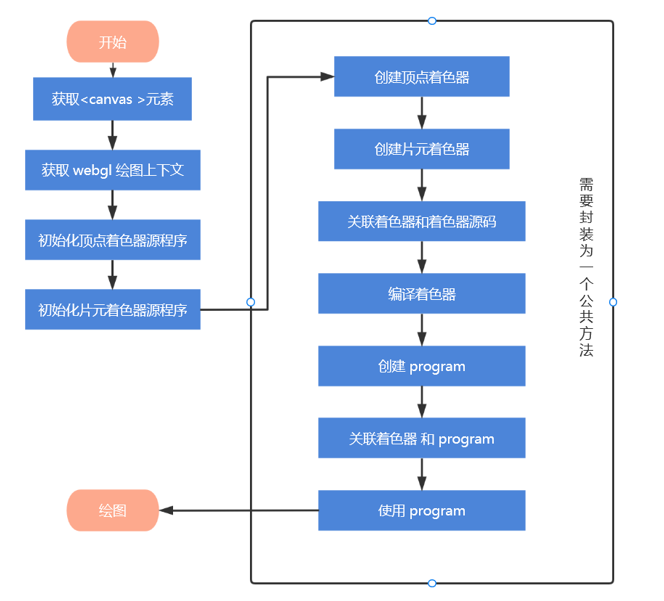 开始
获取<canvas >元素
获取 webgl 绘图上下文
初始化顶点着色器源程序
初始化片元着色器源程序
创建顶点着色器
创建片元着色器
关联着色器和着色器源码
编译着色器
创建 program
关联着色器 和 program
使用 program
绘图
需要封装为一个公共方法